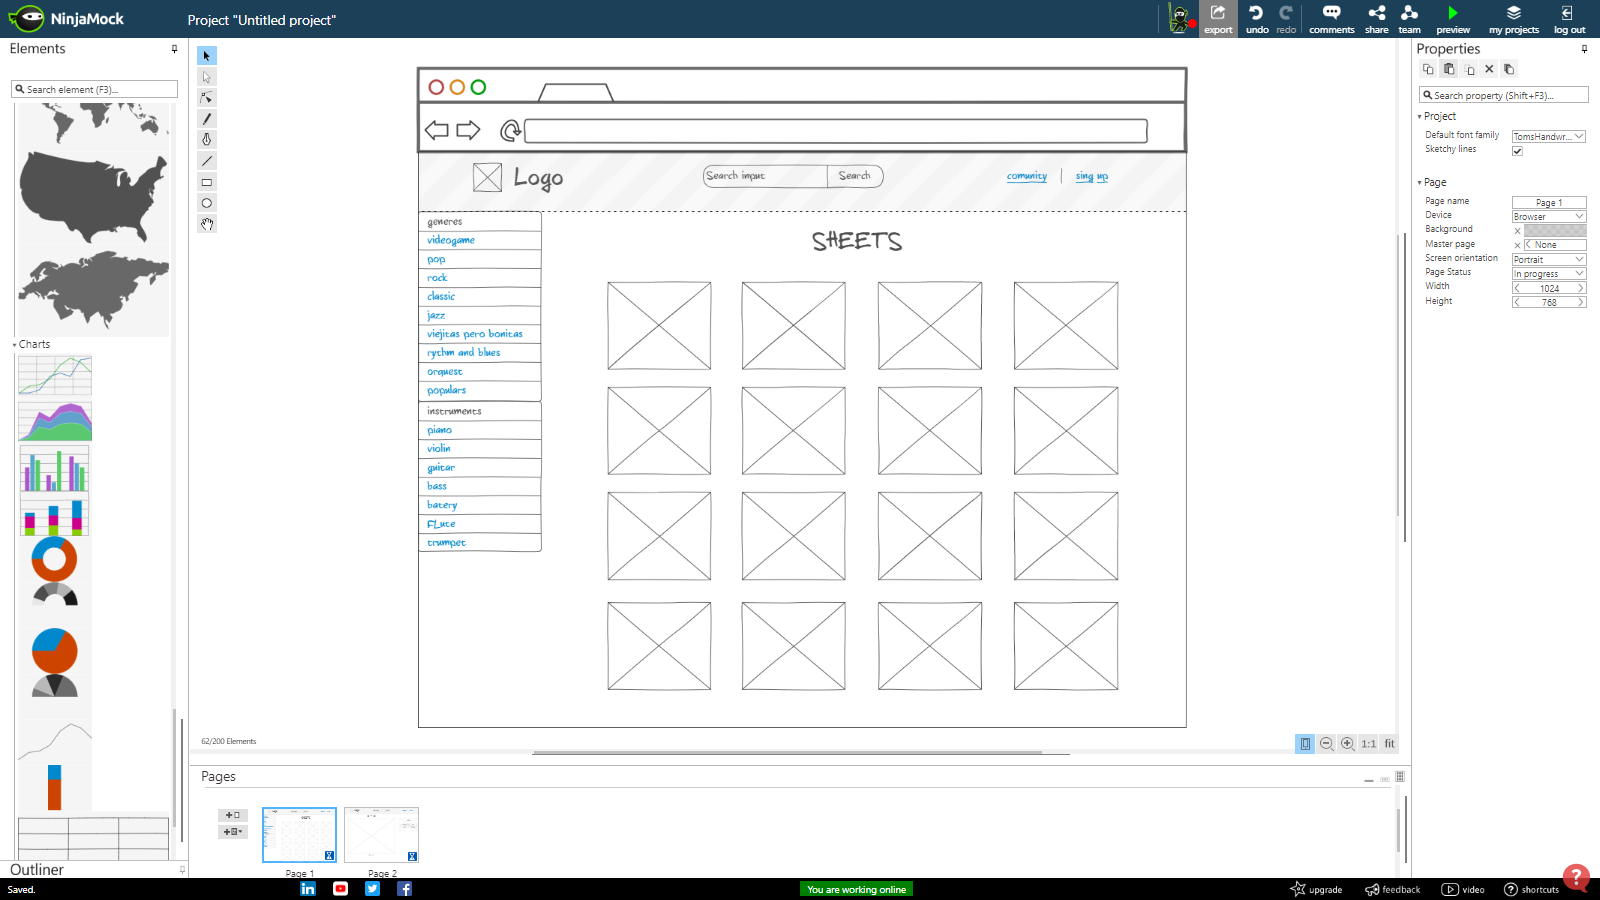 NinjaMock
Project "Untitled project"
export
undo
redo
comments
share
team
preview
my projects
log out
Elements
Search element (F3)...
Charts
Outliner
Logo
Search input
Search
comunity
sing up
generes
videogame
pop
rock
classic
jazz
viejitas pero bonitas
rythm and blues
orquest
populars
instruments
piano
violin
guitar
bass
batery
FLute
trumpet
SHEETS
62/200 Elements
1:1
fit
Pages
Page 1
Page 2
Properties
Search property (Shift+F3)...
Project
Default font family
TomsHandwr...
Sketchy lines
Page
Page name
Page 1
Device
Browser
Background
Master page
None
Screen orientation
Portrait
Page Status
In progress
Width
1024
Height
768
Saved.
You are working online
upgrade
feedback
video
shortcuts